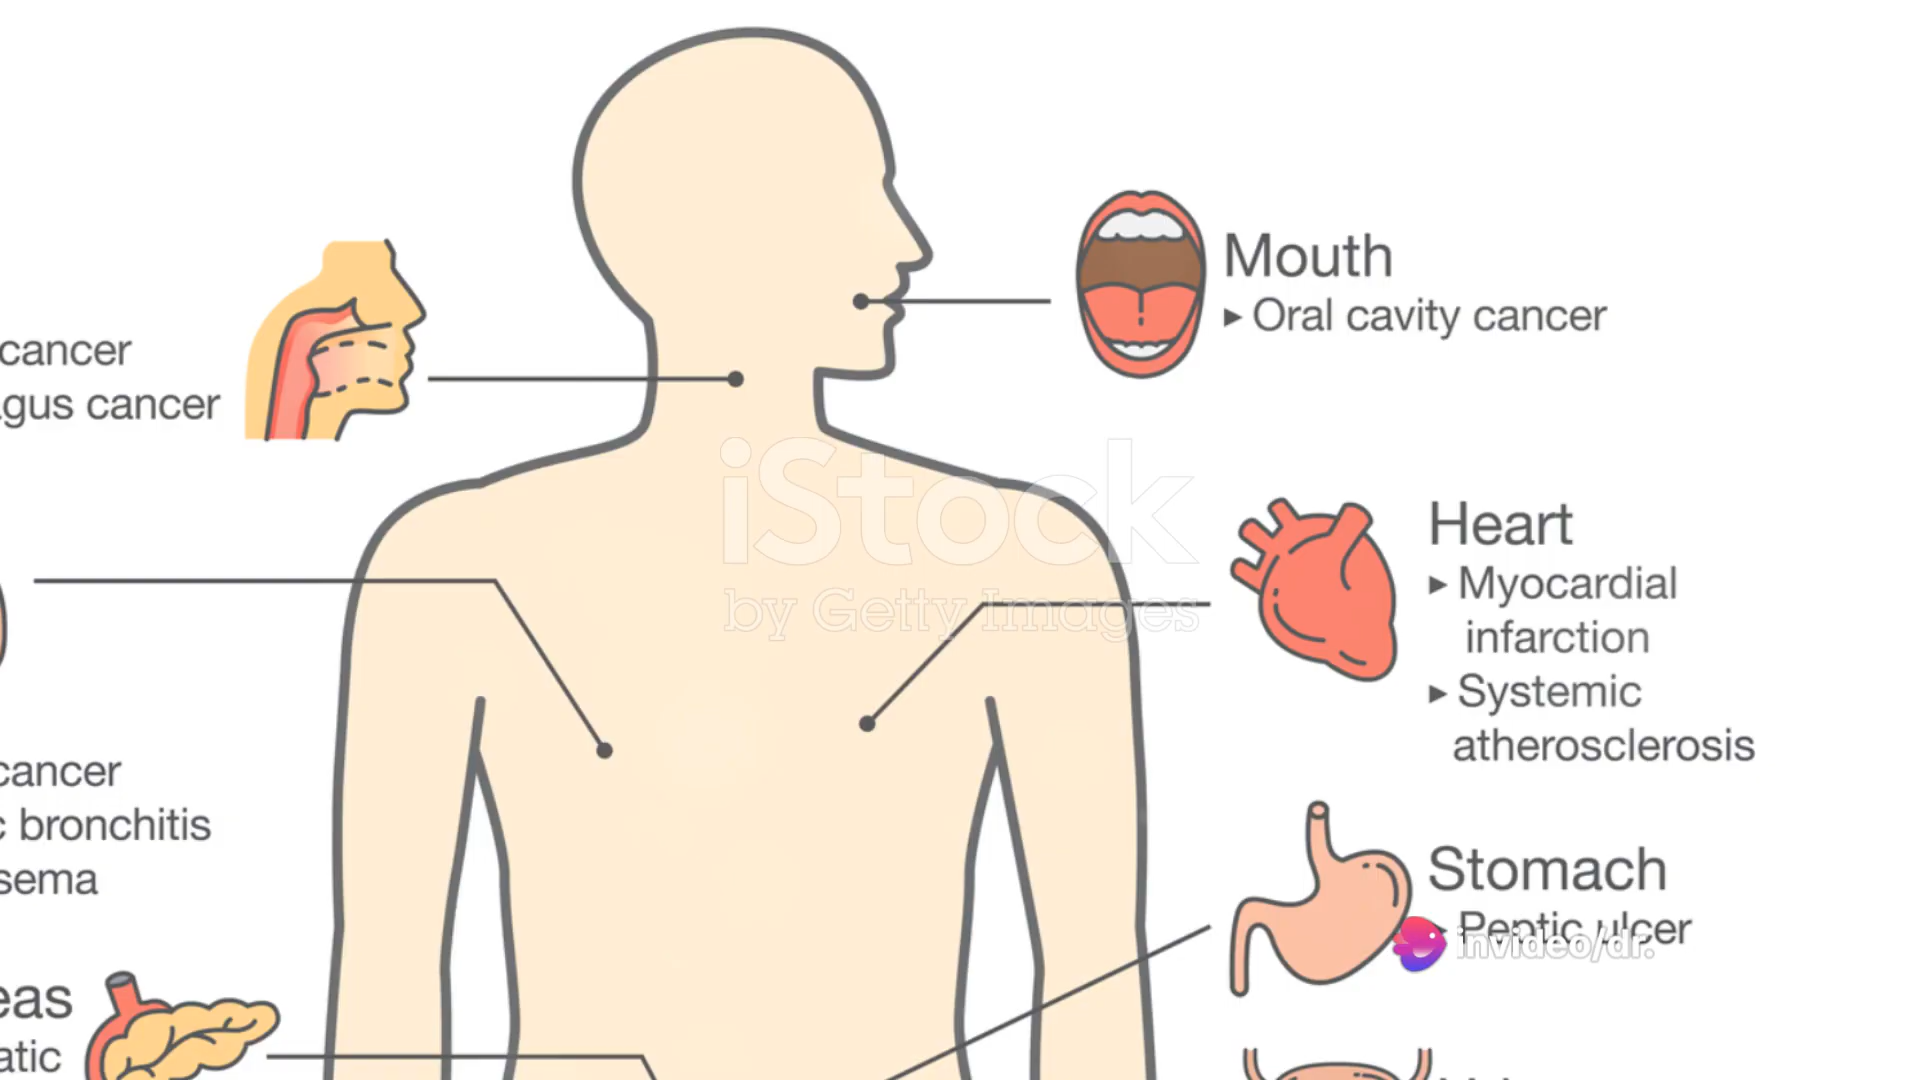 Mouth
▸ Oral cavity cancer
cancer
gus cancer
iStock
by Getty Images
Heart
▸ Myocardial
infarction
▸ Systemic
atherosclerosis
cancer
bronchitis
sema
Stomach
Peptic ulcer
invideo/dr.
eas
atic